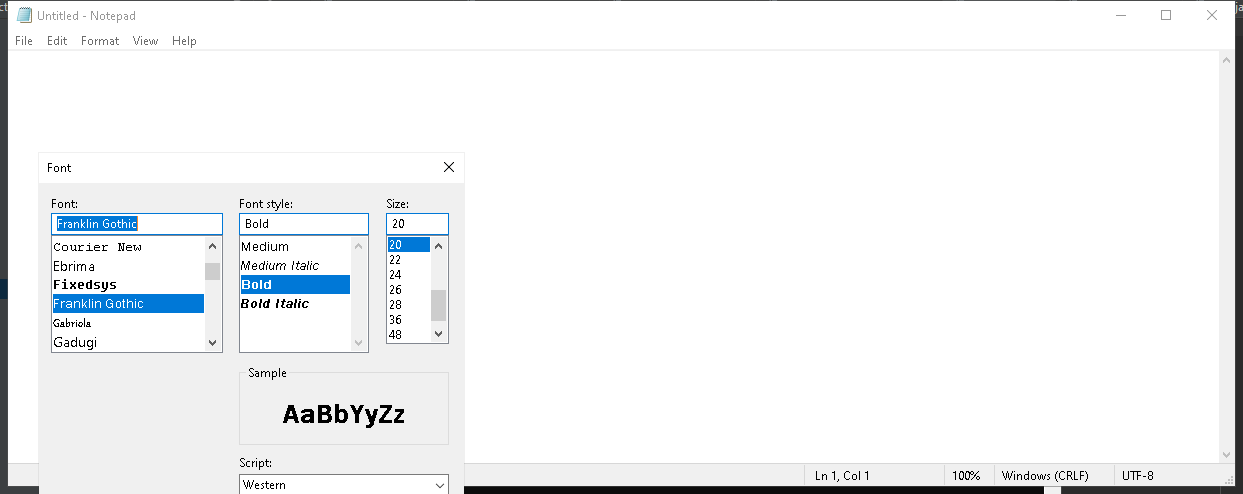 Untitled - Notepad
File Edit Format View Help
Font
Font: Font style: Size:
Franklin Gothic Bold 20
Courier New Medium 20
Ebrima Medium Italic 22
Fixedsys Bold 24
Franklin Gothic Bold Italic 26
Gabriola 28
Gadugi 36
48
Sample
AaBbYyZz
Script:
Western
Ln 1, Col 1 100% Windows (CRLF) UTF-8